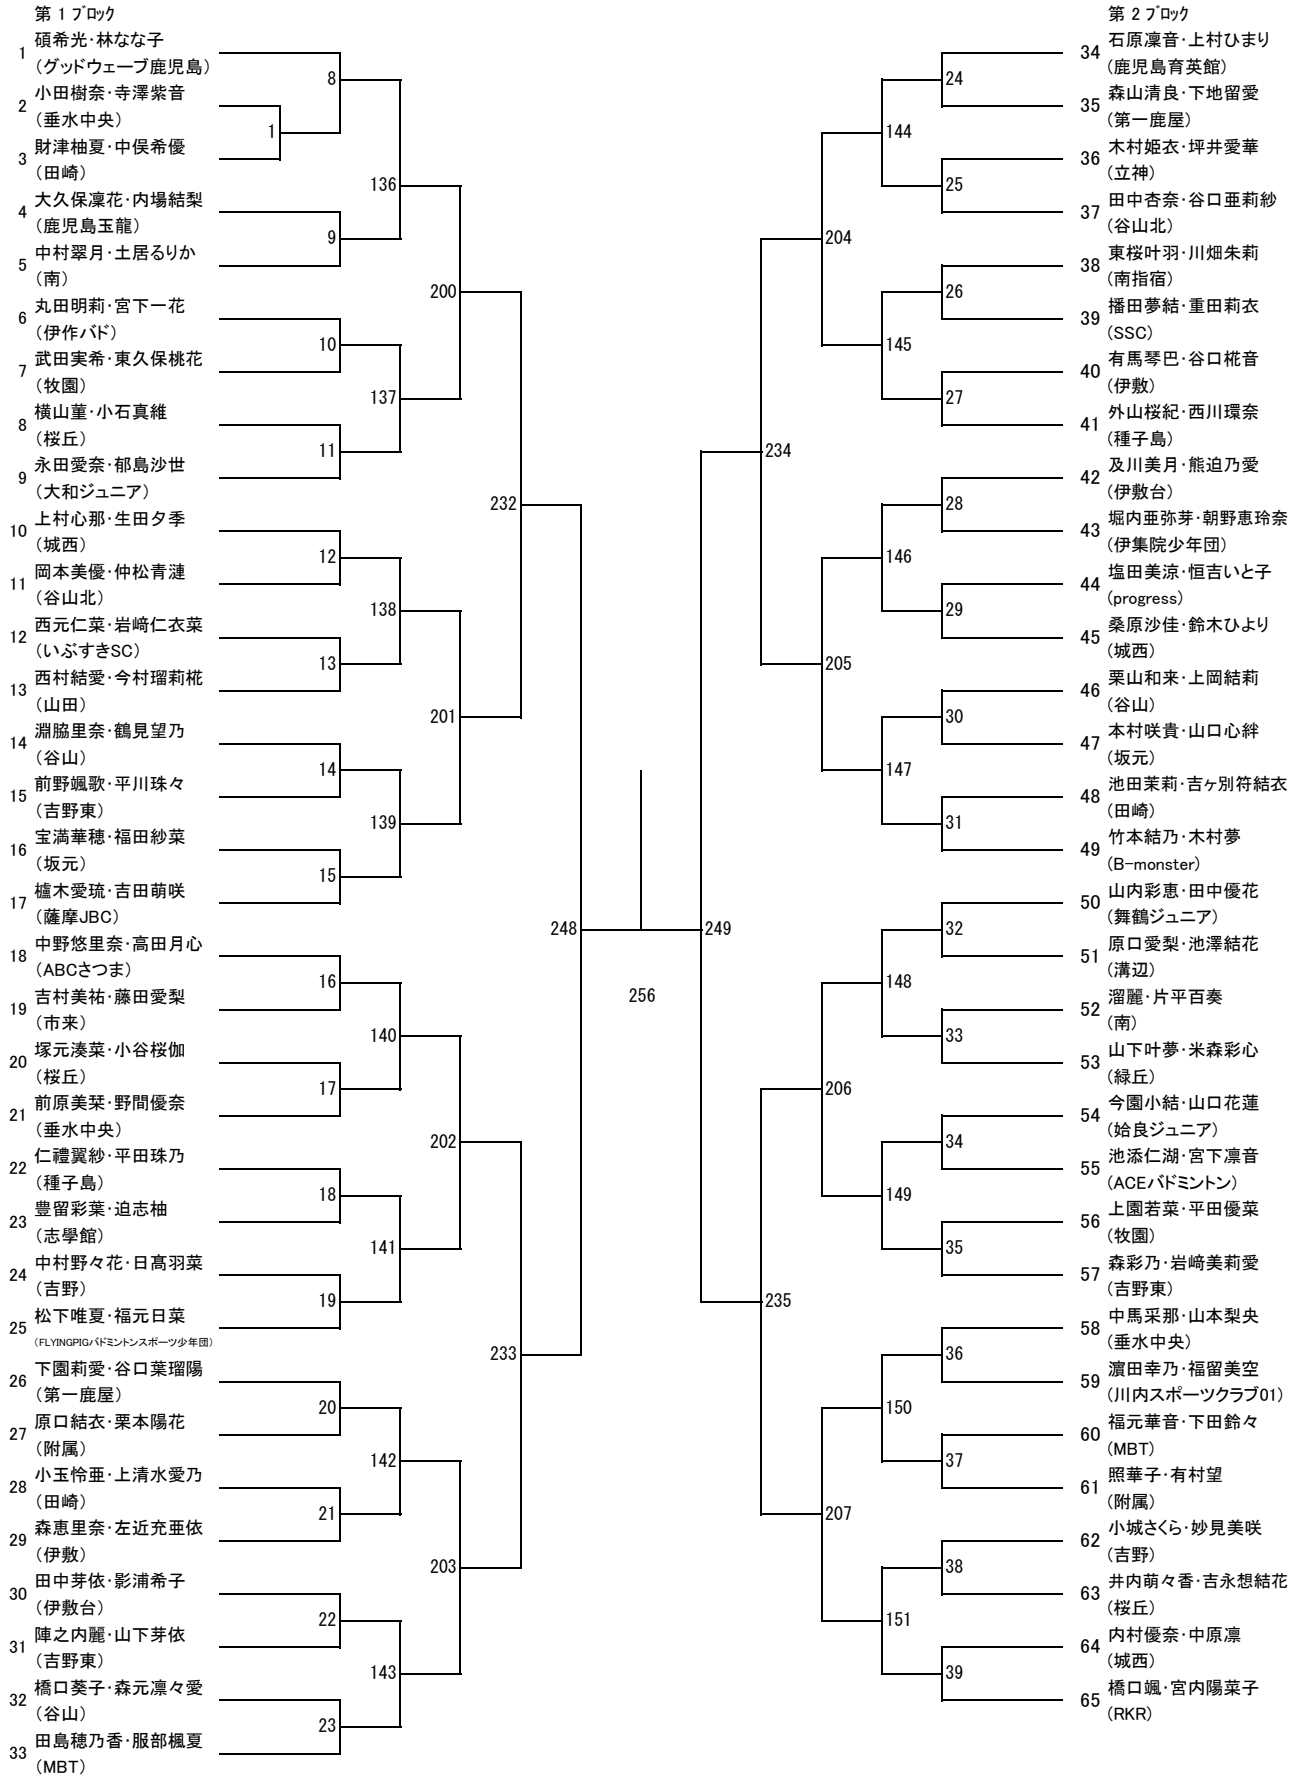 第 1 ブロック
1 碩希光・林なな子
(グッドウェーブ鹿児島)
2 小田樹奈・寺澤紫音
(垂水中央)
3 財津柚夏・中俣希優
(田崎)
4 大久保凜花・内場結梨
(鹿児島玉龍)
5 中村翠月・土居るりか
(南)
6 丸田明莉・宮下一花
(伊作バド)
7 武田実希・東久保桃花
(牧園)
8 横山菫・小石真維
(桜丘)
9 永田愛奈・郁島沙世
(大和ジュニア)
10 上村心那・生田夕季
(城西)
11 岡本美優・仲松青漣
(谷山北)
12 西元仁菜・岩﨑仁衣菜
(いぶすきSC)
13 西村結愛・今村瑠莉椛
(山田)
14 淵脇里奈・鶴見望乃
(谷山)
15 前野颯歌・平川珠々
(吉野東)
16 宝満華穂・福田紗菜
(坂元)
17 櫨木愛琉・吉田萌咲
(薩摩JBC)
18 中野悠里奈・高田月心
(ABCさつま)
19 吉村美祐・藤田愛梨
(市来)
20 塚元湊菜・小谷桜伽
(桜丘)
21 前原美栞・野間優奈
(垂水中央)
22 仁禮翼紗・平田珠乃
(種子島)
23 豊留彩葉・迫志柚
(志學館)
24 中村野々花・日髙羽菜
(吉野)
25 松下唯夏・福元日菜
(FLYINGPIGバドミントンスポーツ少年団)
26 下園莉愛・谷口葉瑠陽
(第一鹿屋)
27 原口結衣・栗本陽花
(附属)
28 小玉怜亜・上清水愛乃
(田崎)
29 森恵里奈・左近充亜依
(伊敷)
30 田中芽依・影浦希子
(伊敷台)
31 陣之内麗・山下芽依
(吉野東)
32 橋口葵子・森元凛々愛
(谷山)
33 田島穂乃香・服部楓夏
(MBT)
1
8
9
10
11
12
13
14
15
16
17
18
19
20
21
22
23
136
137
138
139
140
141
142
143
200
201
202
203
232
233
248
256
249
234
235
204
205
206
207
144
145
146
147
148
149
150
151
24
25
26
27
28
29
30
31
32
33
34
35
36
37
38
39
第 2 ブロック
34 石原凜音・上村ひまり
(鹿児島育英館)
35 森山清良・下地留愛
(第一鹿屋)
36 木村姫衣・坪井愛華
(立神)
37 田中杏奈・谷口亜莉紗
(谷山北)
38 東桜叶羽・川畑朱莉
(南指宿)
39 播田夢結・重田莉衣
(SSC)
40 有馬琴巴・谷口椛音
(伊敷)
41 外山桜紀・西川環奈
(種子島)
42 及川美月・熊迫乃愛
(伊敷台)
43 堀内亜弥芽・朝野恵玲奈
(伊集院少年団)
44 塩田美涼・恒吉いと子
(progress)
45 桑原沙佳・鈴木ひより
(城西)
46 栗山和来・上岡結莉
(谷山)
47 本村咲貴・山口心絆
(坂元)
48 池田茉莉・吉ヶ別符結衣
(田崎)
49 竹本結乃・木村夢
(B-monster)
50 山内彩恵・田中優花
(舞鶴ジュニア)
51 原口愛梨・池澤結花
(溝辺)
52 溜麗・片平百奏
(南)
53 山下叶夢・米森彩心
(緑丘)
54 今園小結・山口花蓮
(姶良ジュニア)
55 池添仁湖・宮下凛音
(ACEバドミントン)
56 上園若菜・平田優菜
(牧園)
57 森彩乃・岩﨑美莉愛
(吉野東)
58 中馬采那・山本梨央
(垂水中央)
59 濵田幸乃・福留美空
(川内スポーツクラブ01)
60 福元華音・下田鈴々
(MBT)
61 照華子・有村望
(附属)
62 小城さくら・妙見美咲
(吉野)
63 井内萌々香・吉永想結花
(桜丘)
64 内村優奈・中原凛
(城西)
65 橋口颯・宮内陽菜子
(RKR)